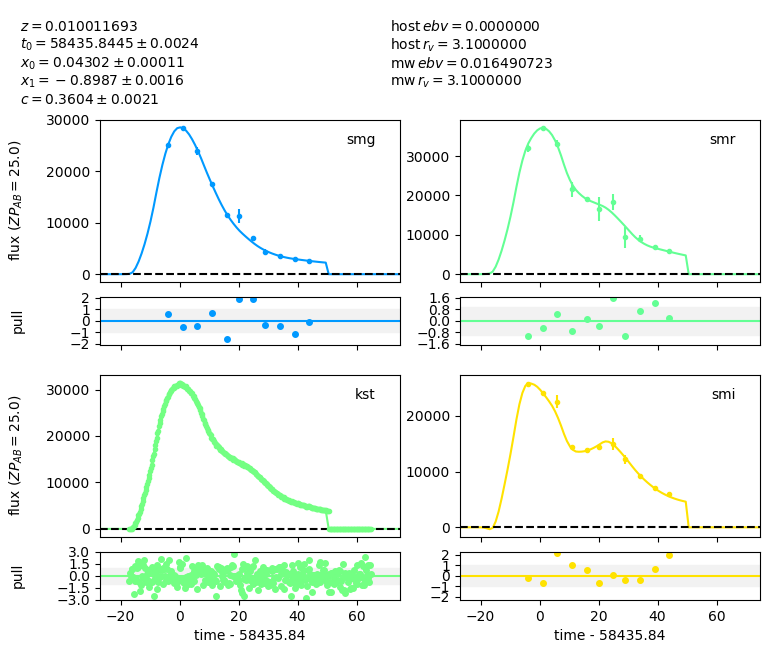 z = 0.010011693
host ebv = 0.0000000
t₀ = 58435.8445 ± 0.0024
host r_v = 3.1000000
x₀ = 0.04302 ± 0.00011
mw ebv = 0.016490723
x₁ = −0.8987 ± 0.0016
mw r_v = 3.1000000
c = 0.3604 ± 0.0021
flux (ZP_AB = 25.0)
30000
20000
10000
0
smg
30000
20000
10000
0
smr
pull
2
1
0
−1
−2
1.6
0.8
0.0
−0.8
−1.6
flux (ZP_AB = 25.0)
30000
20000
10000
0
kst
20000
10000
0
smi
pull
3.0
1.5
0.0
−1.5
−3.0
2
1
0
−1
−2
−20 0 20 40 60
−20 0 20 40 60
time - 58435.84
time - 58435.84